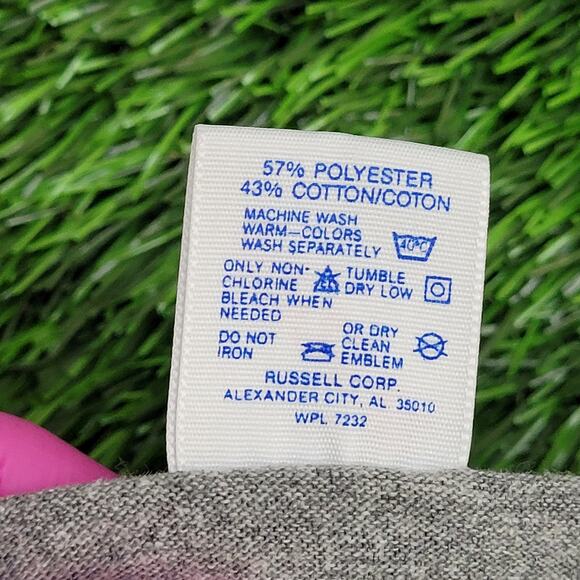 57% POLYESTER
43% COTTON/COTON
MACHINE WASH
WARM—COLORS
WASH SEPARATELY
40°C
ONLY NON-
CHLORINE
BLEACH WHEN
NEEDED
TUMBLE
DRY LOW
DO NOT
IRON
OR DRY
CLEAN
EMBLEM
RUSSELL CORP.
ALEXANDER CITY, AL 35010
WPL 7232